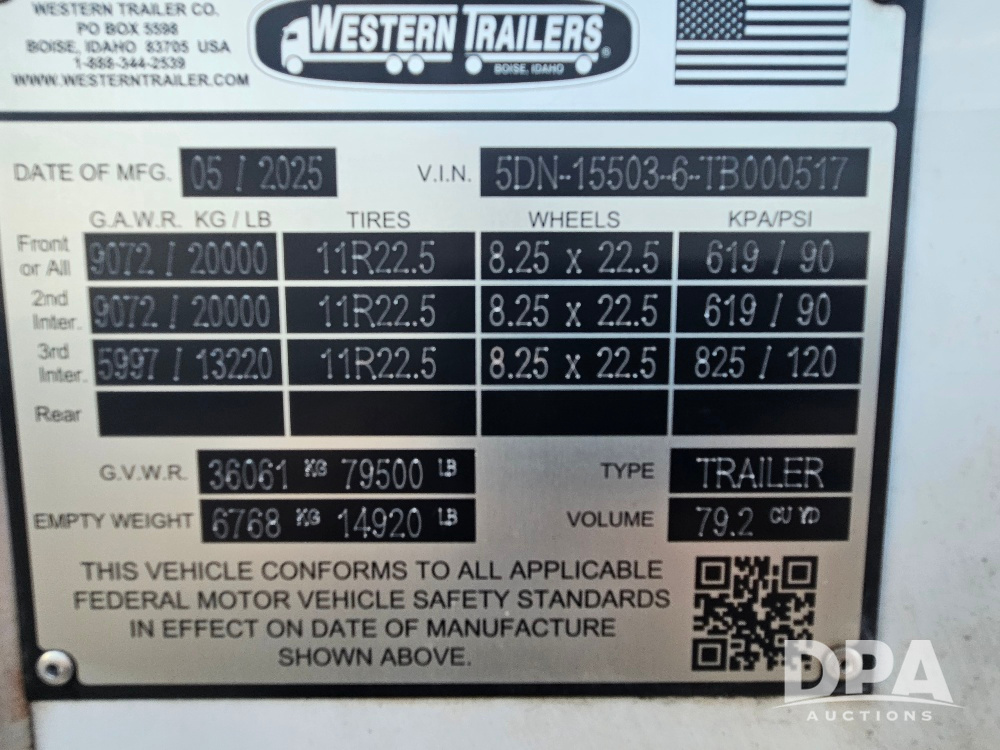 WESTERN TRAILER CO.
PO BOX 5598
BOISE, IDAHO 83705 USA
1-888-344-2539
WWW.WESTERNTRAILER.COM
WESTERN TRAILERS®
BOISE, IDAHO
DATE OF MFG. 05 / 2025 V.I.N. 5DN-15503-6-TB000517
G.A.W.R. KG / LB TIRES WHEELS KPA/PSI
Front or All 9072 / 20000 11R22.5 8.25 x 22.5 619 / 90
2nd Inter. 9072 / 20000 11R22.5 8.25 x 22.5 619 / 90
3rd Inter. 5997 / 13220 11R22.5 8.25 x 22.5 825 / 120
Rear
G.V.W.R. 36061 KG 79500 LB TYPE TRAILER
EMPTY WEIGHT 6768 KG 14920 LB VOLUME 79.2 CU YD
THIS VEHICLE CONFORMS TO ALL APPLICABLE
FEDERAL MOTOR VEHICLE SAFETY STANDARDS
IN EFFECT ON DATE OF MANUFACTURE
SHOWN ABOVE.
DPA
AUCTIONS